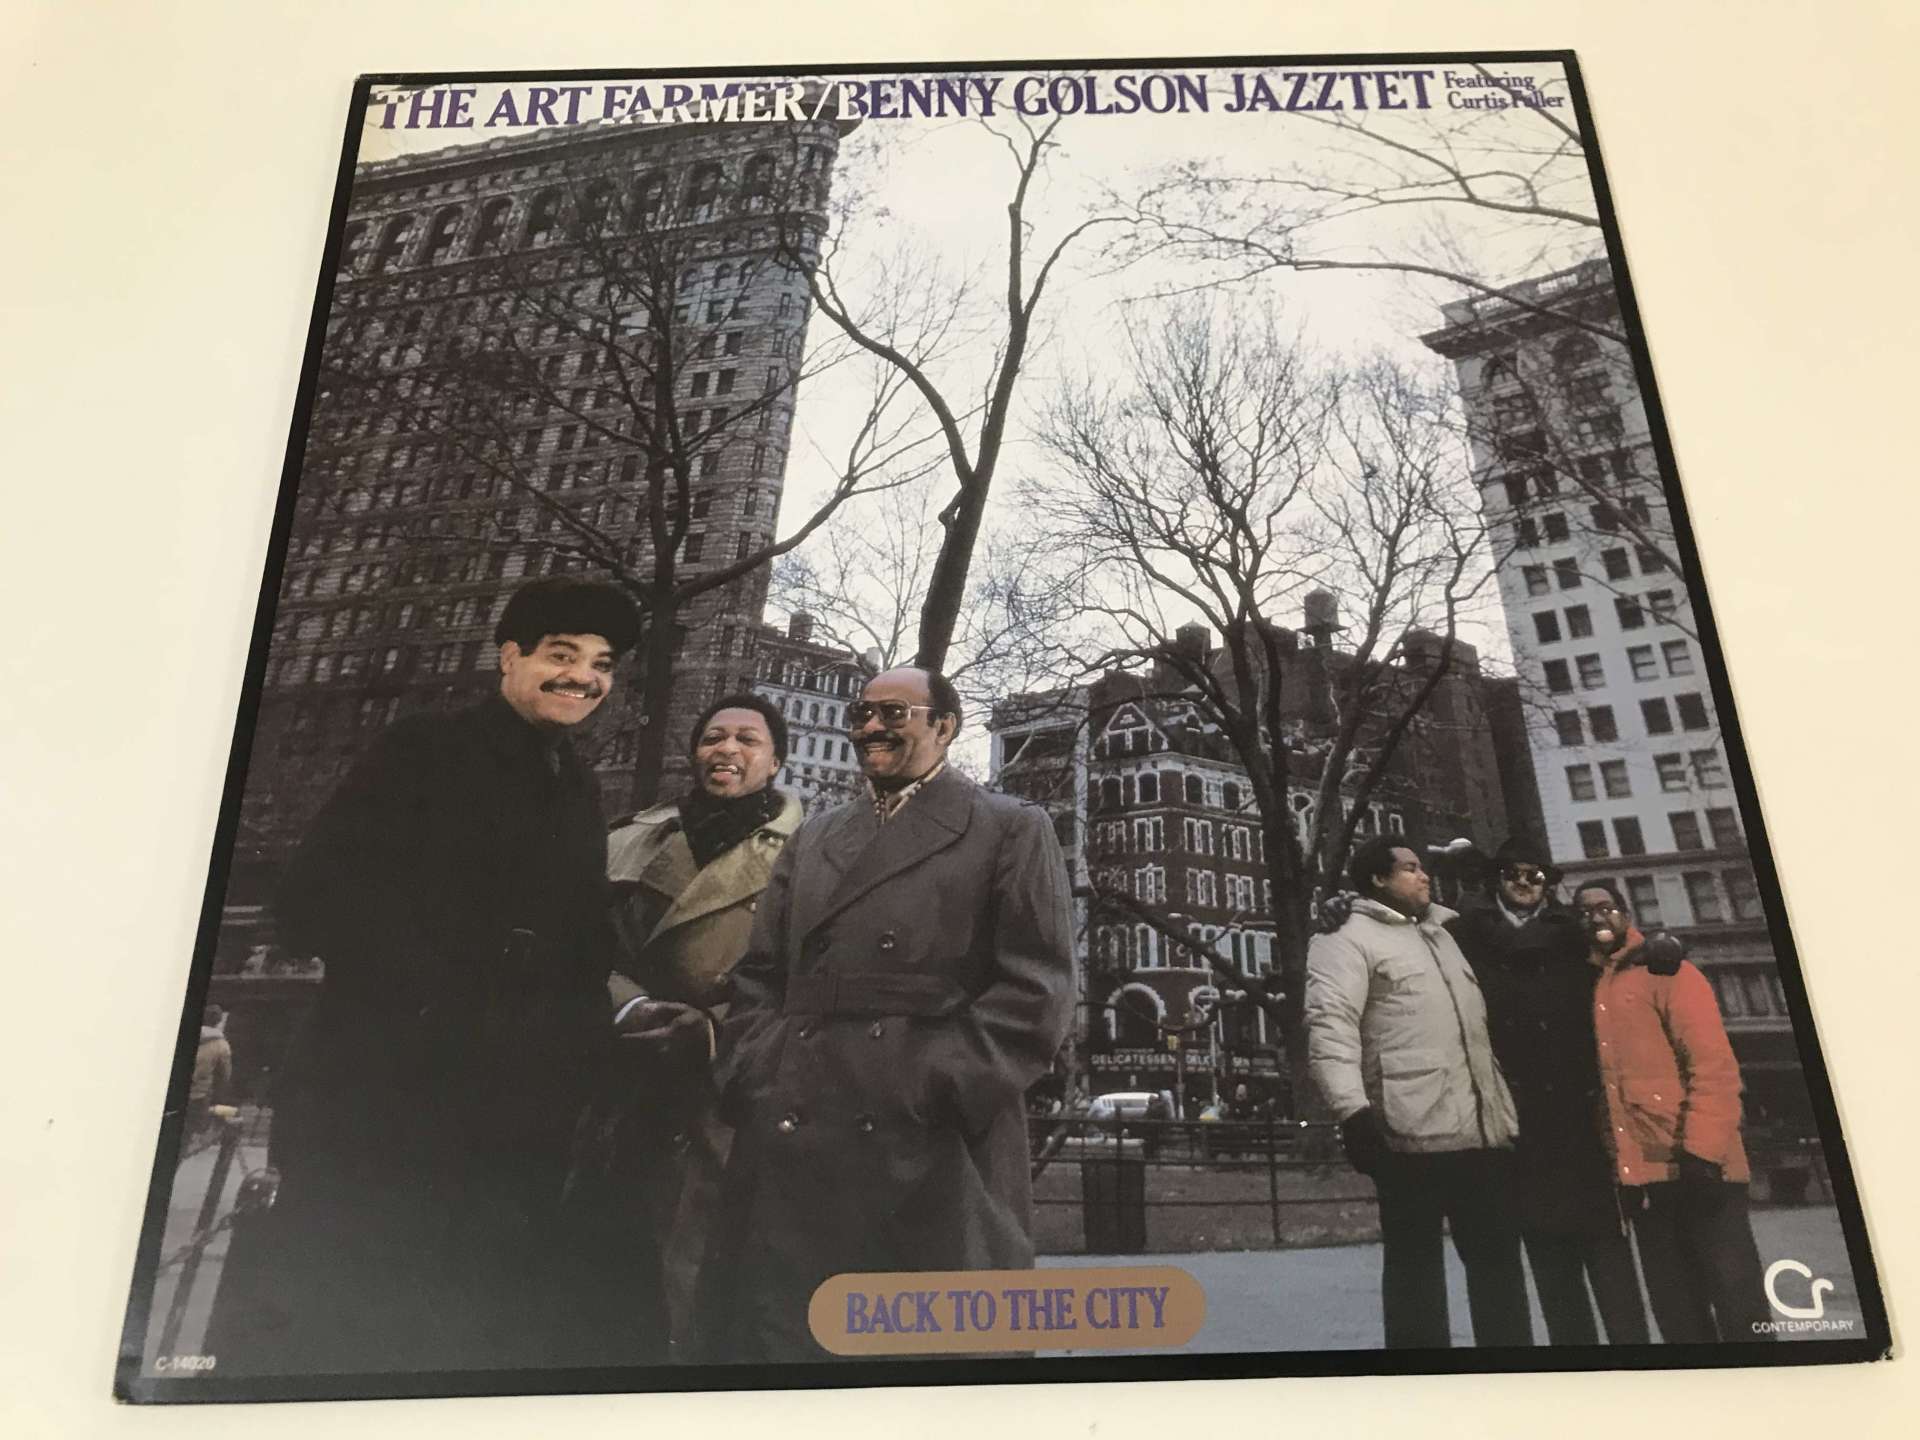 THE ART FARMER/BENNY GOLSON JAZZTET
Featuring
Curtis Fuller
DELICATESSEN
BACK TO THE CITY
CONTEMPORARY
C-14020